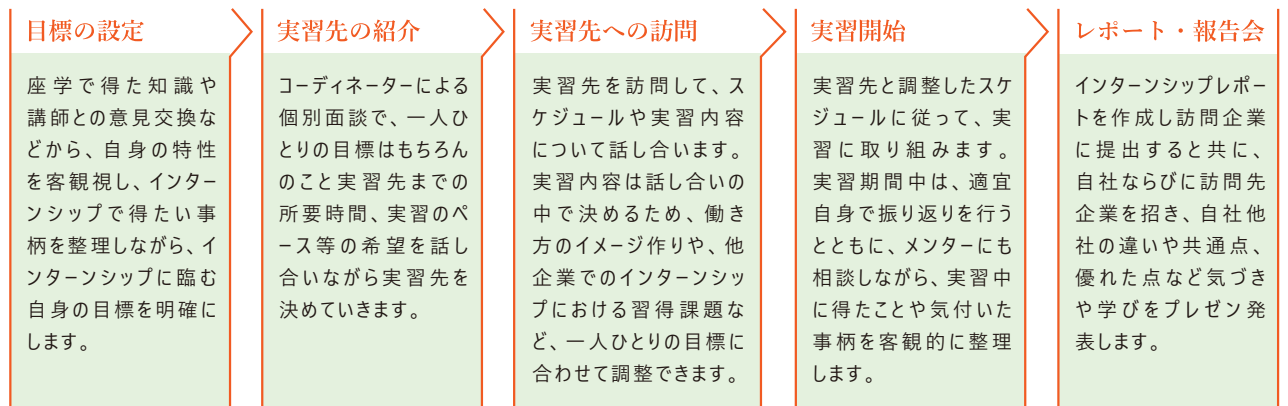 目標の設定
座学で得た知識や
講師との意見交換な
どから、自身の特性
を客観視し、インター
ンシップで得たい事
柄を整理しながら、イ
ンターンシップに臨む
自身の目標を明確に
します。
実習先の紹介
コーディネーターによる
個別面談で、一人ひ
とりの目標はもちろん
のこと実習先までの
所要時間、実習のペ
ース等の希望を話し
合いながら実習先を
決めていきます。
実習先への訪問
実習先を訪問して、ス
ケジュールや実習内容
について話し合います。
実習内容は話し合いの
中で決めるため、働き
方のイメージ作りや、他
企業でのインターンシッ
プにおける習得課題な
ど、一人ひとりの目標に
合わせて調整できます。
実習開始
実習先と調整したスケ
ジュールに従って、実
習に取り組みます。
実習期間中は、適宜
自身で振り返りを行う
とともに、メンターにも
相談しながら、実習中
に得たことや気付いた
事柄を客観的に整理
します。
レポート・報告会
インターンシップレポー
トを作成し訪問企業
に提出すると共に、
自社ならびに訪問先
企業を招き、自社他
社の違いや共通点、
優れた点など気づき
や学びをプレゼン発
表します。